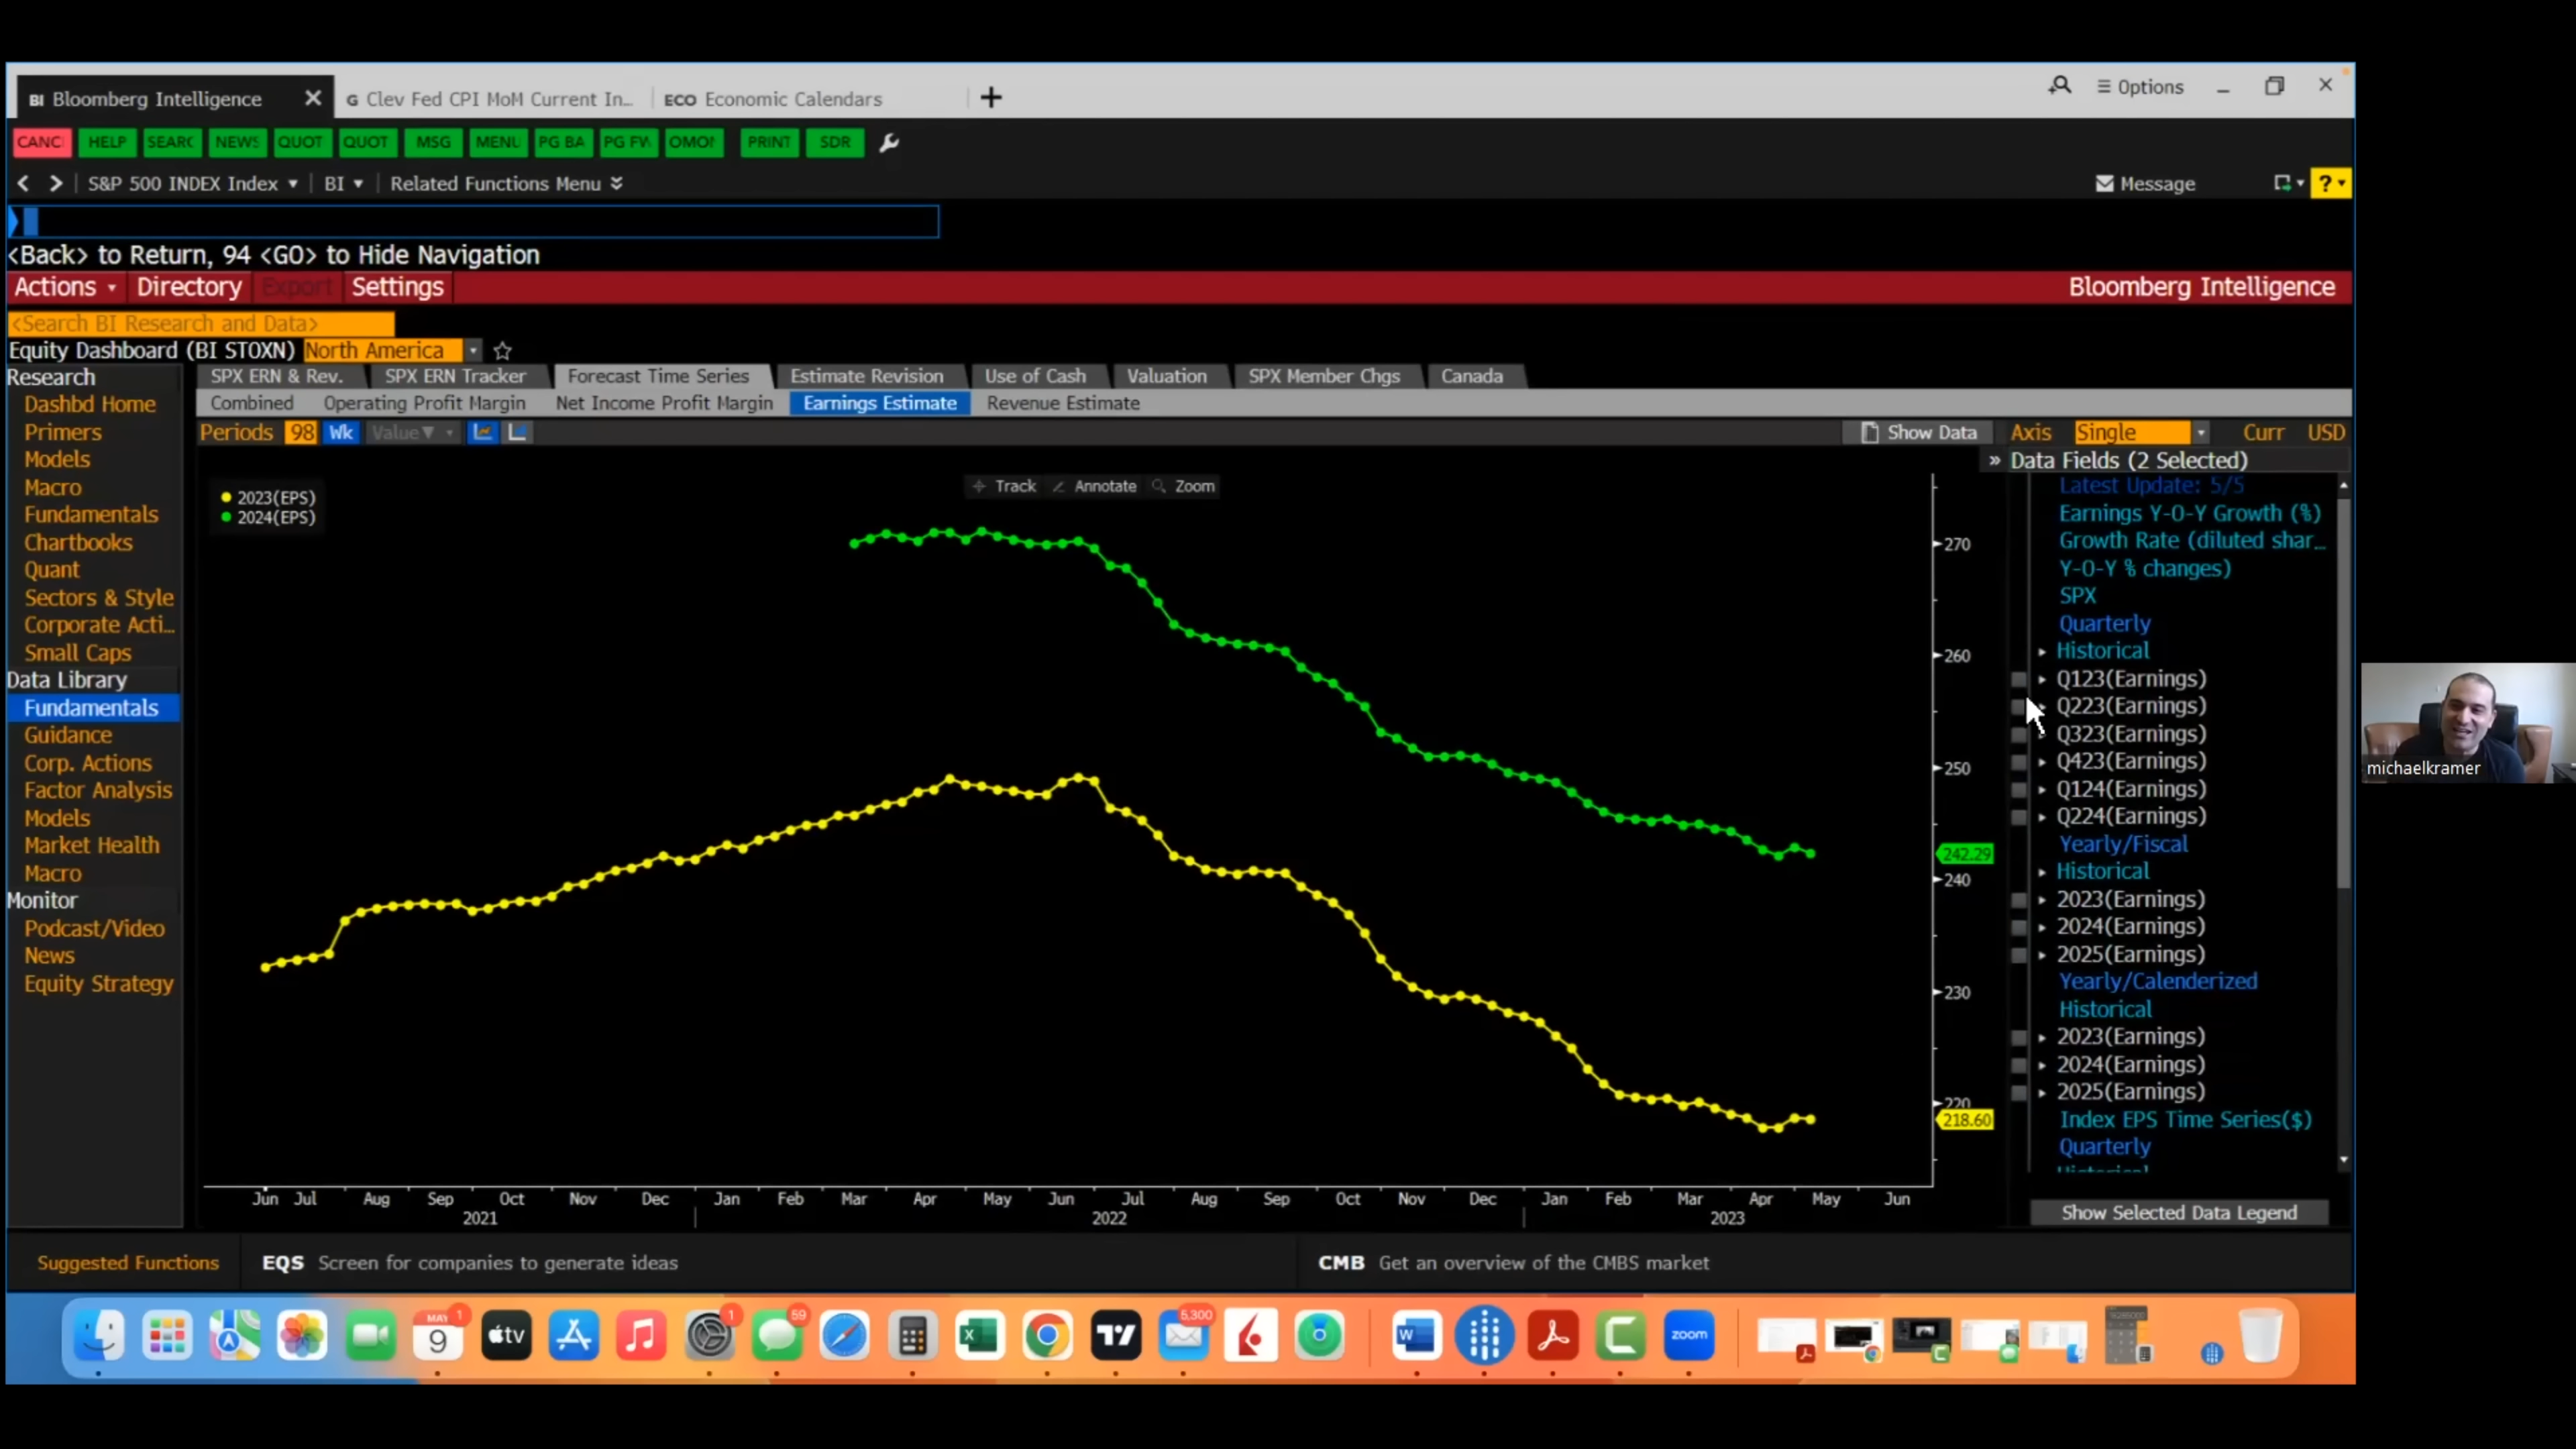 BI Bloomberg Intelligence
G Clev Fed CPI MoM Current In...
ECO Economic Calendars
Options
CANC
HELP
SEARC
NEWS
QUOT
QUOT
MSG
MENU
PG BA
PG FW
OMON
PRINT
SDR
S&P 500 INDEX Index
BI
Related Functions Menu
Message
?
<Back> to Return, 94 <GO> to Hide Navigation
Actions
Directory
Export
Settings
Bloomberg Intelligence
<Search BI Research and Data>
Equity Dashboard (BI STOXN)
North America
Research
Dashbd Home
Primers
Models
Macro
Fundamentals
Chartbooks
Quant
Sectors & Style
Corporate Acti...
Small Caps
Data Library
Fundamentals
Guidance
Corp. Actions
Factor Analysis
Models
Market Health
Macro
Monitor
Podcast/Video
News
Equity Strategy
SPX ERN & Rev.
SPX ERN Tracker
Forecast Time Series
Estimate Revision
Use of Cash
Valuation
SPX Member Chgs
Canada
Combined
Operating Profit Margin
Net Income Profit Margin
Earnings Estimate
Revenue Estimate
Periods 98 Wk Value
Show Data
Axis Single
Curr USD
2023(EPS)
2024(EPS)
Track
Annotate
Zoom
270
260
250
242.29
240
230
220
218.60
Jun Jul Aug Sep Oct Nov Dec Jan Feb Mar Apr May Jun Jul Aug Sep Oct Nov Dec Jan Feb Mar Apr May Jun
2021 2022 2023
» Data Fields (2 Selected)
Latest Update: 5/5
Earnings Y-O-Y Growth (%)
Growth Rate (diluted shar...
Y-O-Y % changes)
SPX
Quarterly
Historical
Q123(Earnings)
Q223(Earnings)
Q323(Earnings)
Q423(Earnings)
Q124(Earnings)
Q224(Earnings)
Yearly/Fiscal
Historical
2023(Earnings)
2024(Earnings)
2025(Earnings)
Yearly/Calenderized
Historical
2023(Earnings)
2024(Earnings)
2025(Earnings)
Index EPS Time Series($)
Quarterly
Historical
Show Selected Data Legend
michaelkramer
Suggested Functions
EQS Screen for companies to generate ideas
CMB Get an overview of the CMBS market
MAY
9
1
tv
1
59
5,300
zoom